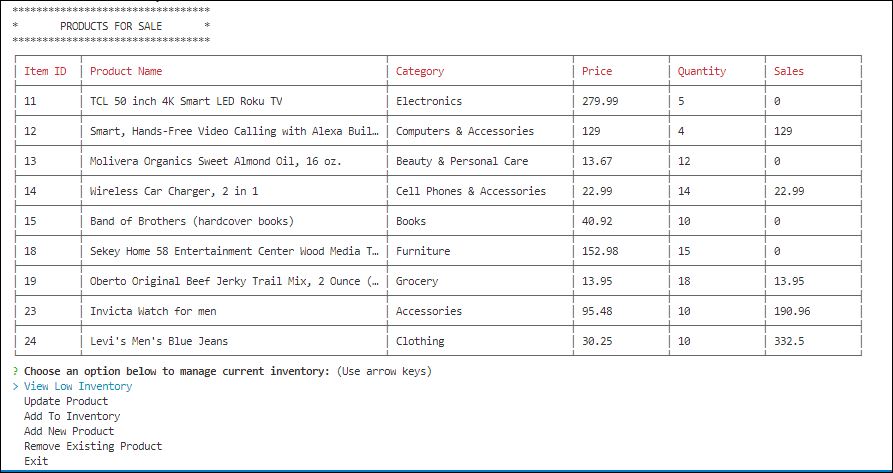 **********************************
* PRODUCTS FOR SALE *
**********************************
Item ID Product Name Category Price Quantity Sales
11 TCL 50 inch 4K Smart LED Roku TV Electronics 279.99 5 0
12 Smart, Hands-Free Video Calling with Alexa Buil… Computers & Accessories 129 4 129
13 Molivera Organics Sweet Almond Oil, 16 oz. Beauty & Personal Care 13.67 12 0
14 Wireless Car Charger, 2 in 1 Cell Phones & Accessories 22.99 14 22.99
15 Band of Brothers (hardcover books) Books 40.92 10 0
18 Sekey Home 58 Entertainment Center Wood Media T… Furniture 152.98 15 0
19 Oberto Original Beef Jerky Trail Mix, 2 Ounce (… Grocery 13.95 18 13.95
23 Invicta Watch for men Accessories 95.48 10 190.96
24 Levi's Men's Blue Jeans Clothing 30.25 10 332.5
? Choose an option below to manage current inventory: (Use arrow keys)
> View Low Inventory
Update Product
Add To Inventory
Add New Product
Remove Existing Product
Exit